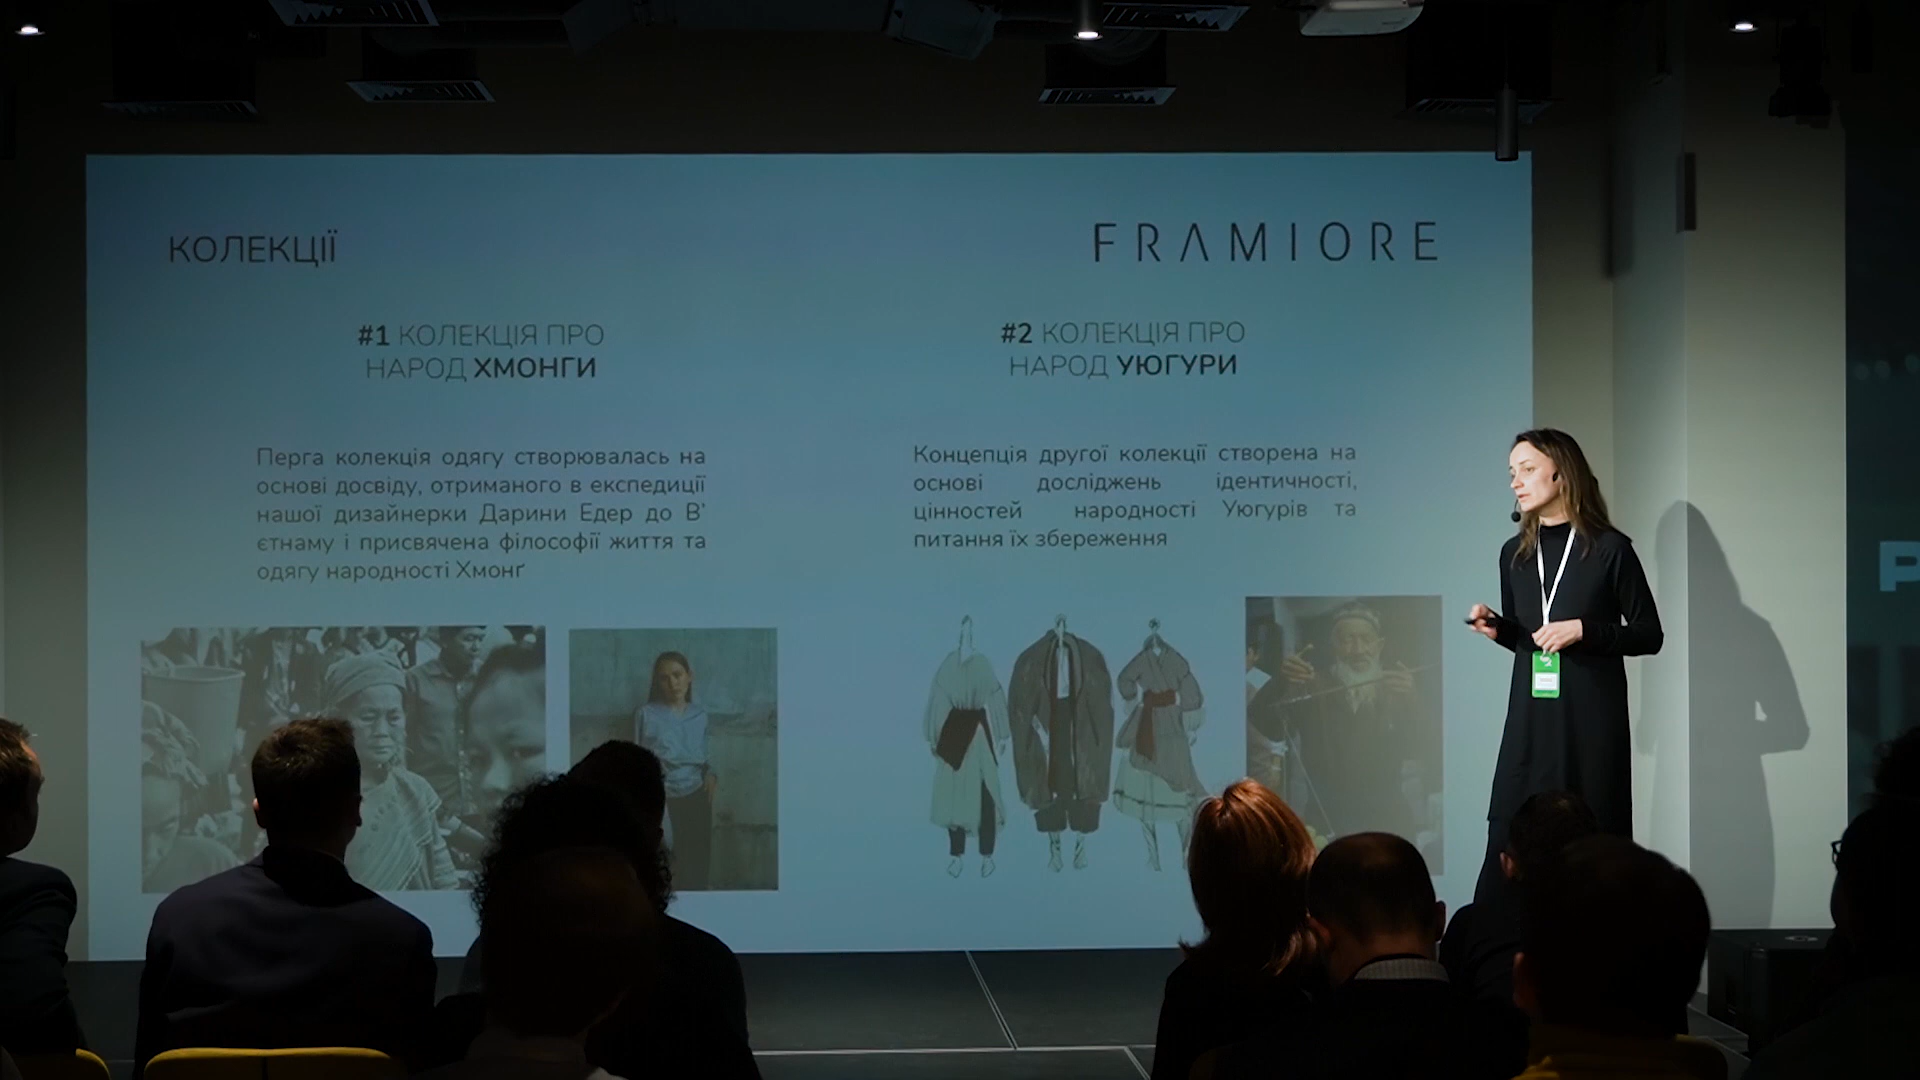 КОЛЕКЦІЇ
FRAMIORE
#1 КОЛЕКЦІЯ ПРО
НАРОД ХМОНГИ
Перга колекція одягу створювалась на
основі досвіду, отриманого в експедиції
нашої дизайнерки Дарини Едер до В’
єтнаму і присвячена філософії життя та
одягу народності Хмонґ
#2 КОЛЕКЦІЯ ПРО
НАРОД УЮГУРИ
Концепція другої колекції створена на
основі досліджень ідентичності,
цінностей народності Уюгурів та
питання їх збереження